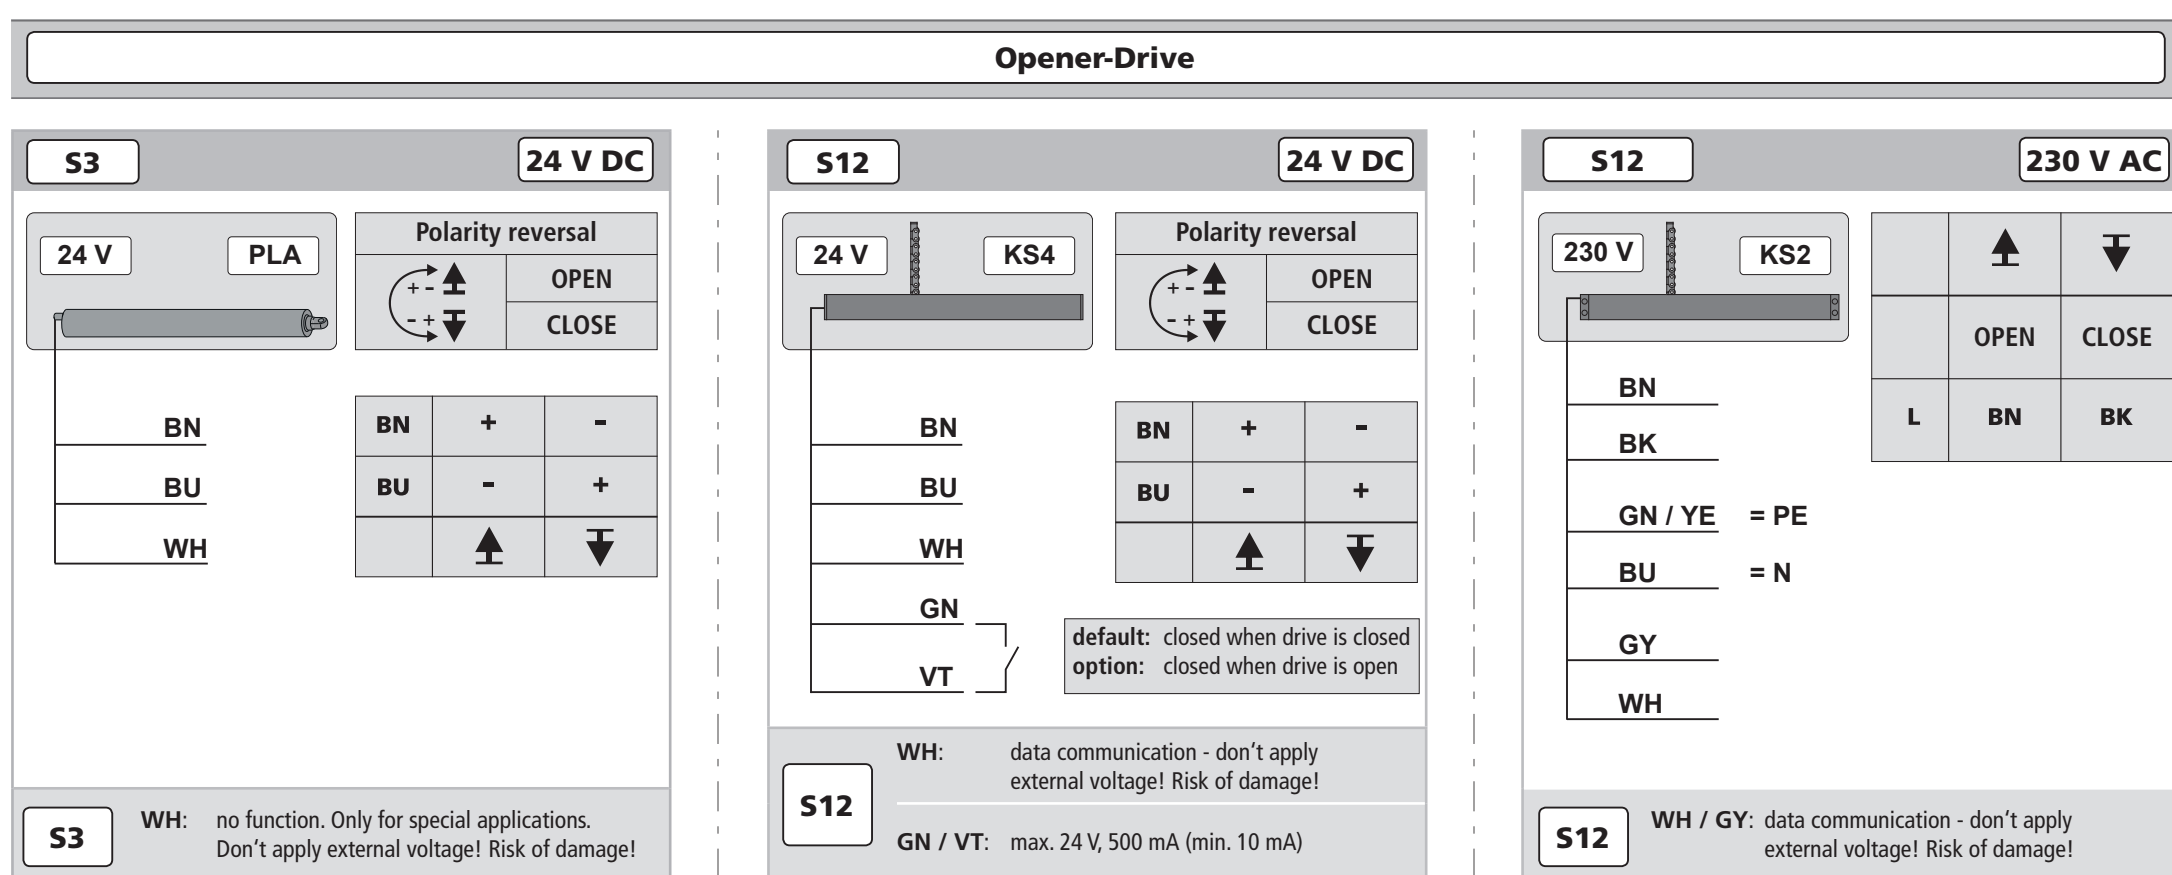 Opener-Drive
S3
24 V DC
24 V
PLA
Polarity reversal
+ -
OPEN
- +
CLOSE
BN
BU
WH
BN + -
BU - +
S3
WH: no function. Only for special applications.
Don't apply external voltage! Risk of damage!
S12
24 V DC
24 V
KS4
Polarity reversal
+ -
OPEN
- +
CLOSE
BN
BU
WH
GN
VT
BN + -
BU - +
default: closed when drive is closed
option: closed when drive is open
S12
WH: data communication - don't apply
external voltage! Risk of damage!
GN / VT: max. 24 V, 500 mA (min. 10 mA)
S12
230 V AC
230 V
KS2
OPEN CLOSE
L BN BK
BN
BK
GN / YE = PE
BU = N
GY
WH
S12
WH / GY: data communication - don't apply
external voltage! Risk of damage!